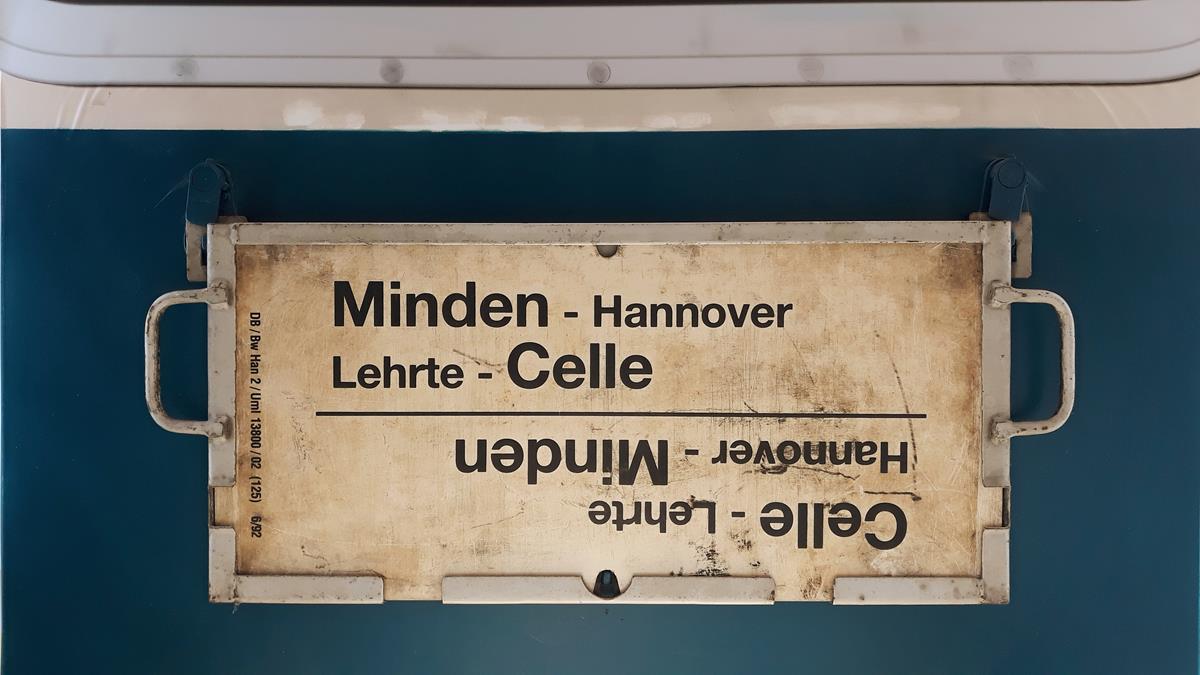 Minden - Hannover
Lehrte - Celle
Celle - Lehrte
Hannover - Minden
DB / Bw Han 2 / Uml 13800 / 02 (125) 6/92